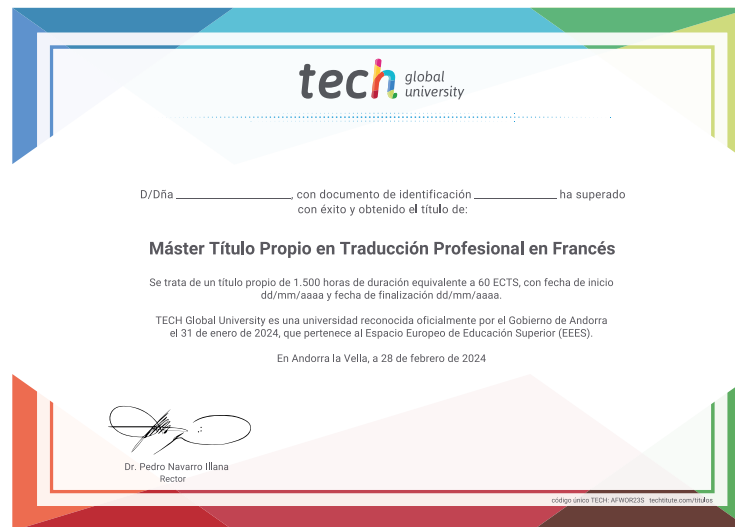 tech global university
D/Dña ____________, con documento de identificación ____________ ha superado
con éxito y obtenido el título de:
Máster Título Propio en Traducción Profesional en Francés
Se trata de un título propio de 1.500 horas de duración equivalente a 60 ECTS, con fecha de inicio
dd/mm/aaaa y fecha de finalización dd/mm/aaaa.
TECH Global University es una universidad reconocida oficialmente por el Gobierno de Andorra
el 31 de enero de 2024, que pertenece al Espacio Europeo de Educación Superior (EEES).
En Andorra la Vella, a 28 de febrero de 2024
Dr. Pedro Navarro Illana
Rector
código único TECH: AFWOR23S techtitute.com/titulos